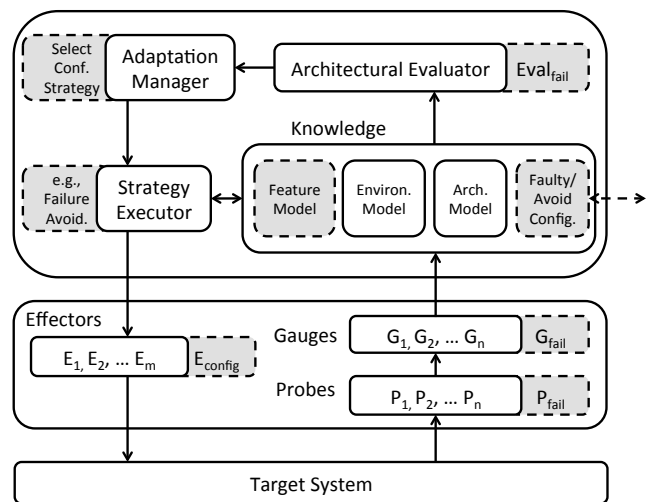 Select
Conf.
Strategy
Adaptation
Manager
Architectural Evaluator
Eval_fail
Knowledge
e.g.,
Failure
Avoid.
Strategy
Executor
Feature
Model
Environ.
Model
Arch.
Model
Faulty/
Avoid
Config.
Effectors
E_1, E_2, ... E_m
E_config
Gauges
G_1, G_2, ... G_n
G_fail
Probes
P_1, P_2, ... P_n
P_fail
Target System